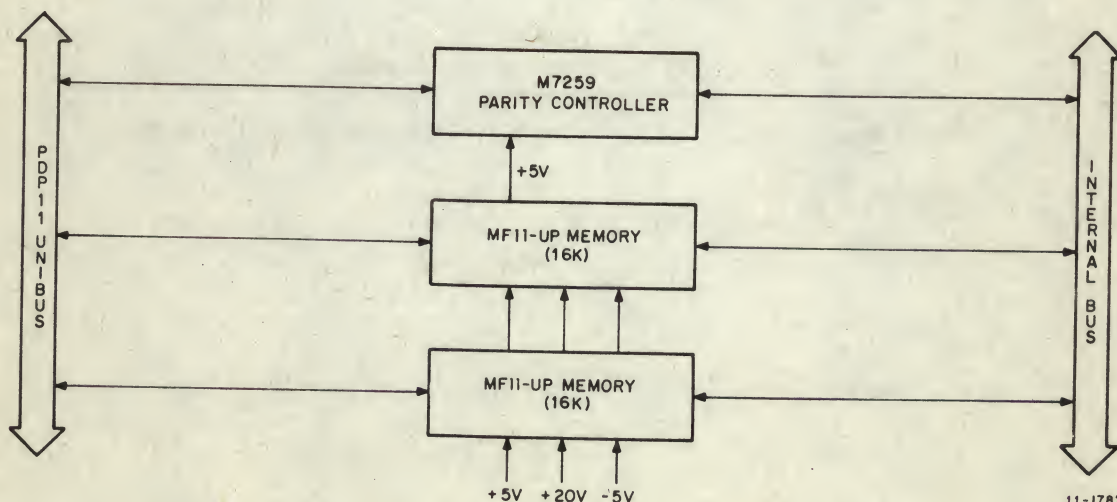 M7259
PARITY CONTROLLER
PDP11 UNIBUS
INTERNAL BUS
+5V
MF11-UP MEMORY
(16K)
MF11-UP MEMORY
(16K)
+5V +20V -5V